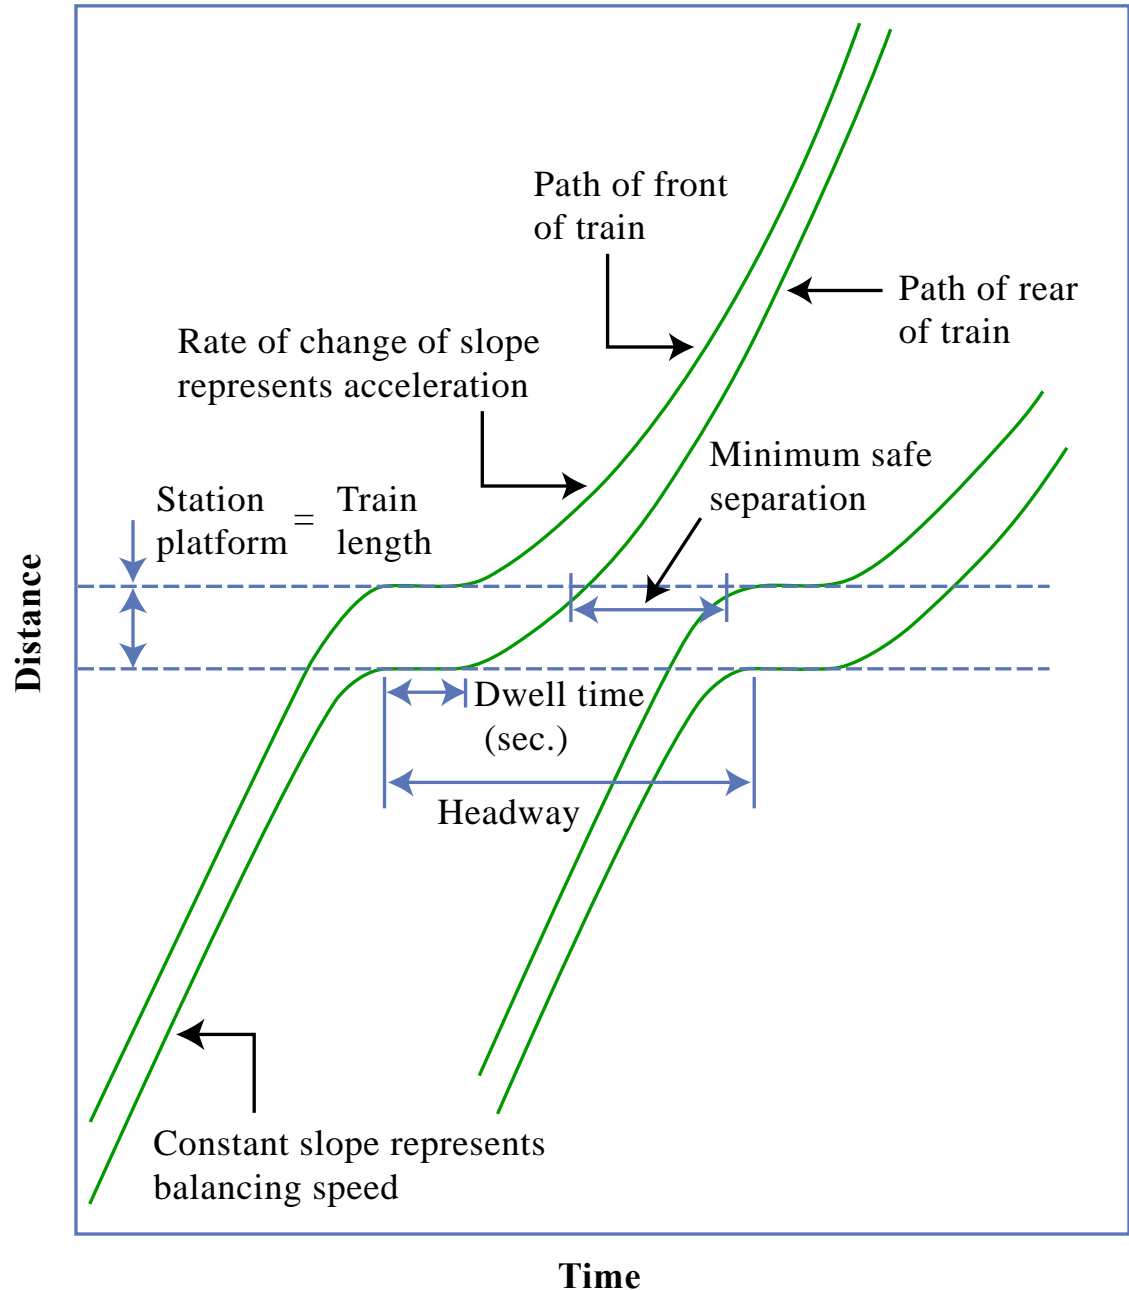 Path of front
of train
Path of rear
of train
Rate of change of slope
represents acceleration
Minimum safe
separation
Station
platform
=
Train
length
Distance
Dwell time
(sec.)
Headway
Constant slope represents
balancing speed
Time